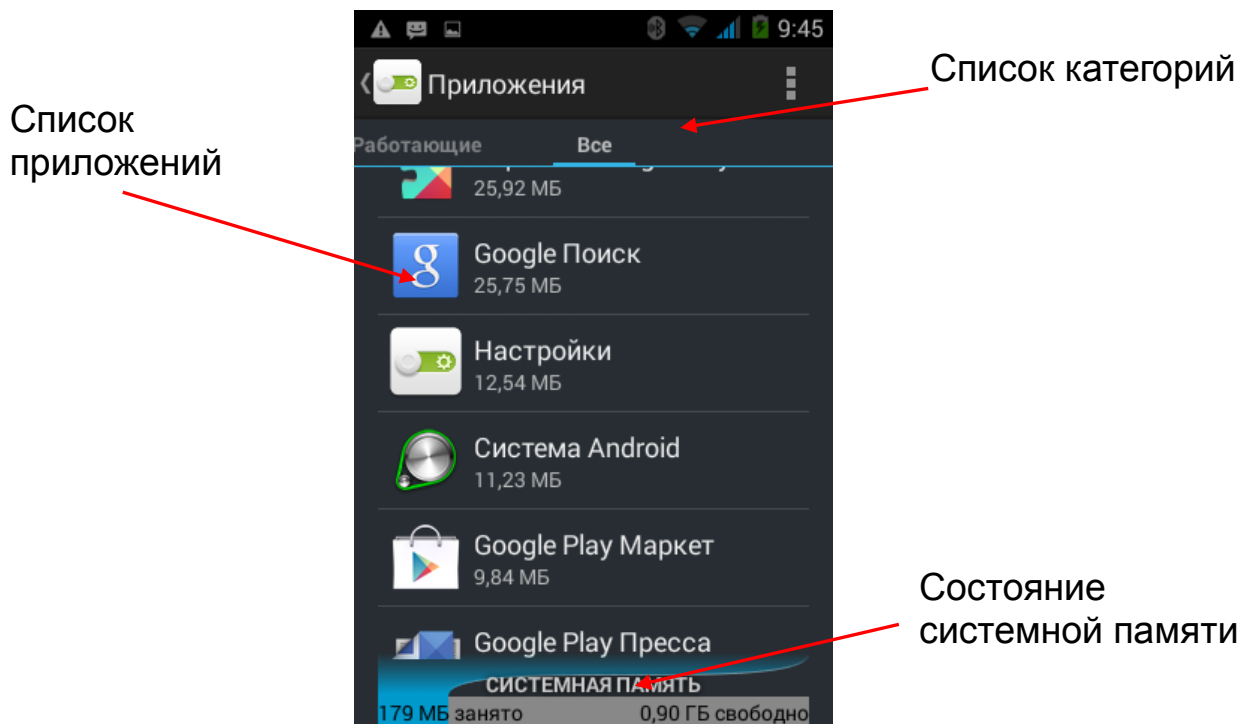 9:45
Приложения
Список категорий
Список
приложений
Работающие Все
25,92 МБ
Google Поиск
25,75 МБ
Настройки
12,54 МБ
Система Android
11,23 МБ
Google Play Маркет
9,84 МБ
Состояние
системной памяти
Google Play Пресса
СИСТЕМНАЯ ПАМЯТЬ
179 МБ занято 0,90 ГБ свободно